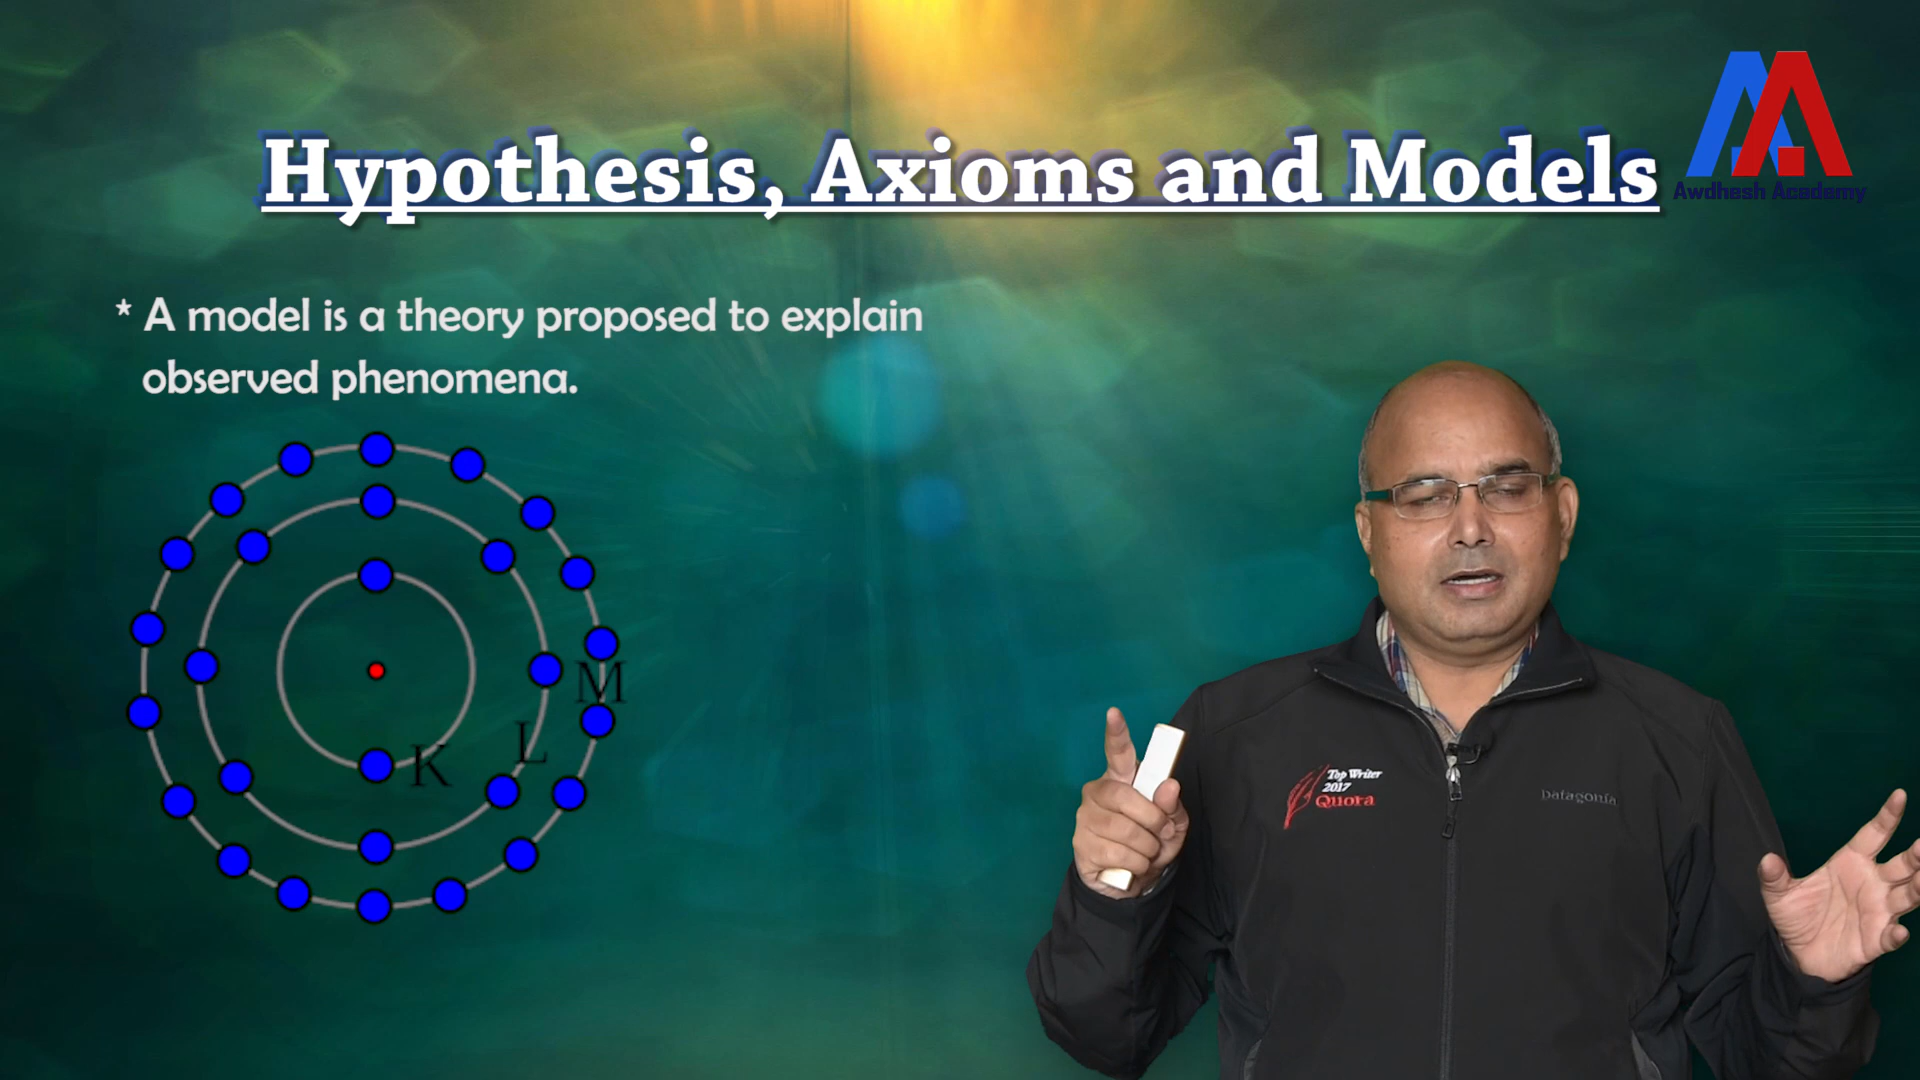 Hypothesis, Axioms and Models
Awdhesh Academy
* A model is a theory proposed to explain
observed phenomena.
M
L
K
Top Writer
2017
Quora
patagonia